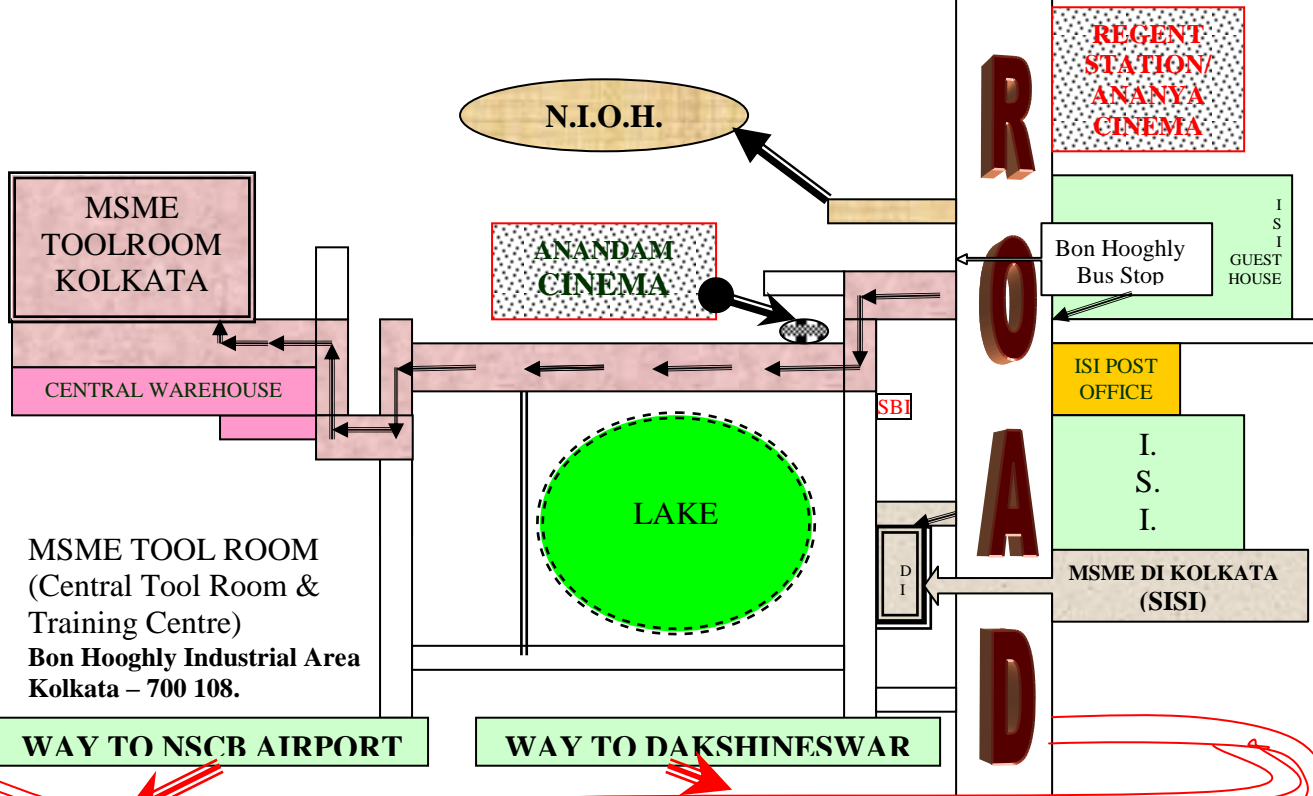 REGENT
STATION/
ANANYA
CINEMA
N.I.O.H.
MSME
TOOLROOM
KOLKATA
I
S
I
GUEST
HOUSE
Bon Hooghly
Bus Stop
ANANDAM
CINEMA
R
O
A
D
CENTRAL WAREHOUSE
ISI POST
OFFICE
SBI
I.
S.
I.
LAKE
D
I
MSME DI KOLKATA
(SISI)
MSME TOOL ROOM
(Central Tool Room &
Training Centre)
Bon Hooghly Industrial Area
Kolkata – 700 108.
WAY TO NSCB AIRPORT
WAY TO DAKSHINESWAR